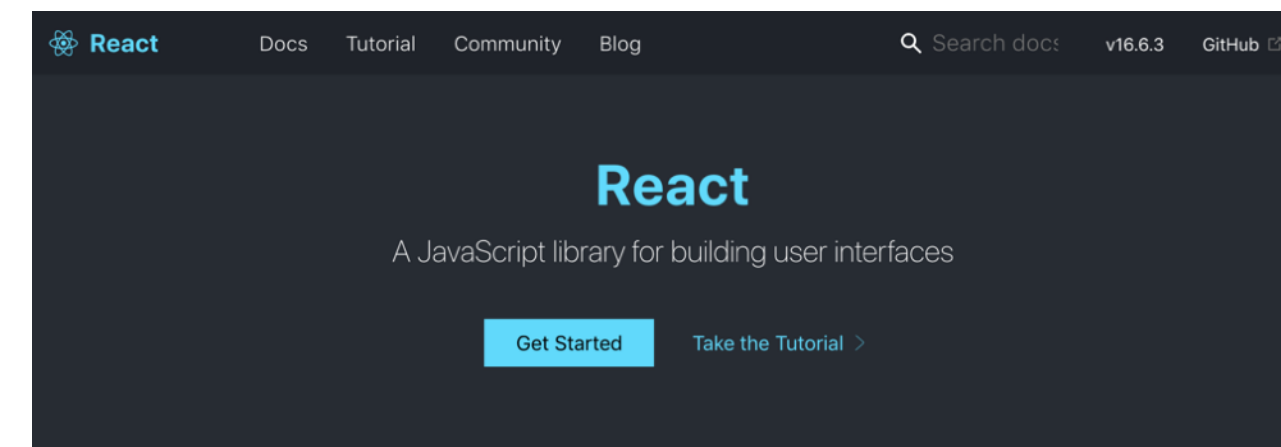 React Docs Tutorial Community Blog Search docs v16.6.3 GitHub
React
A JavaScript library for building user interfaces
Get Started Take the Tutorial